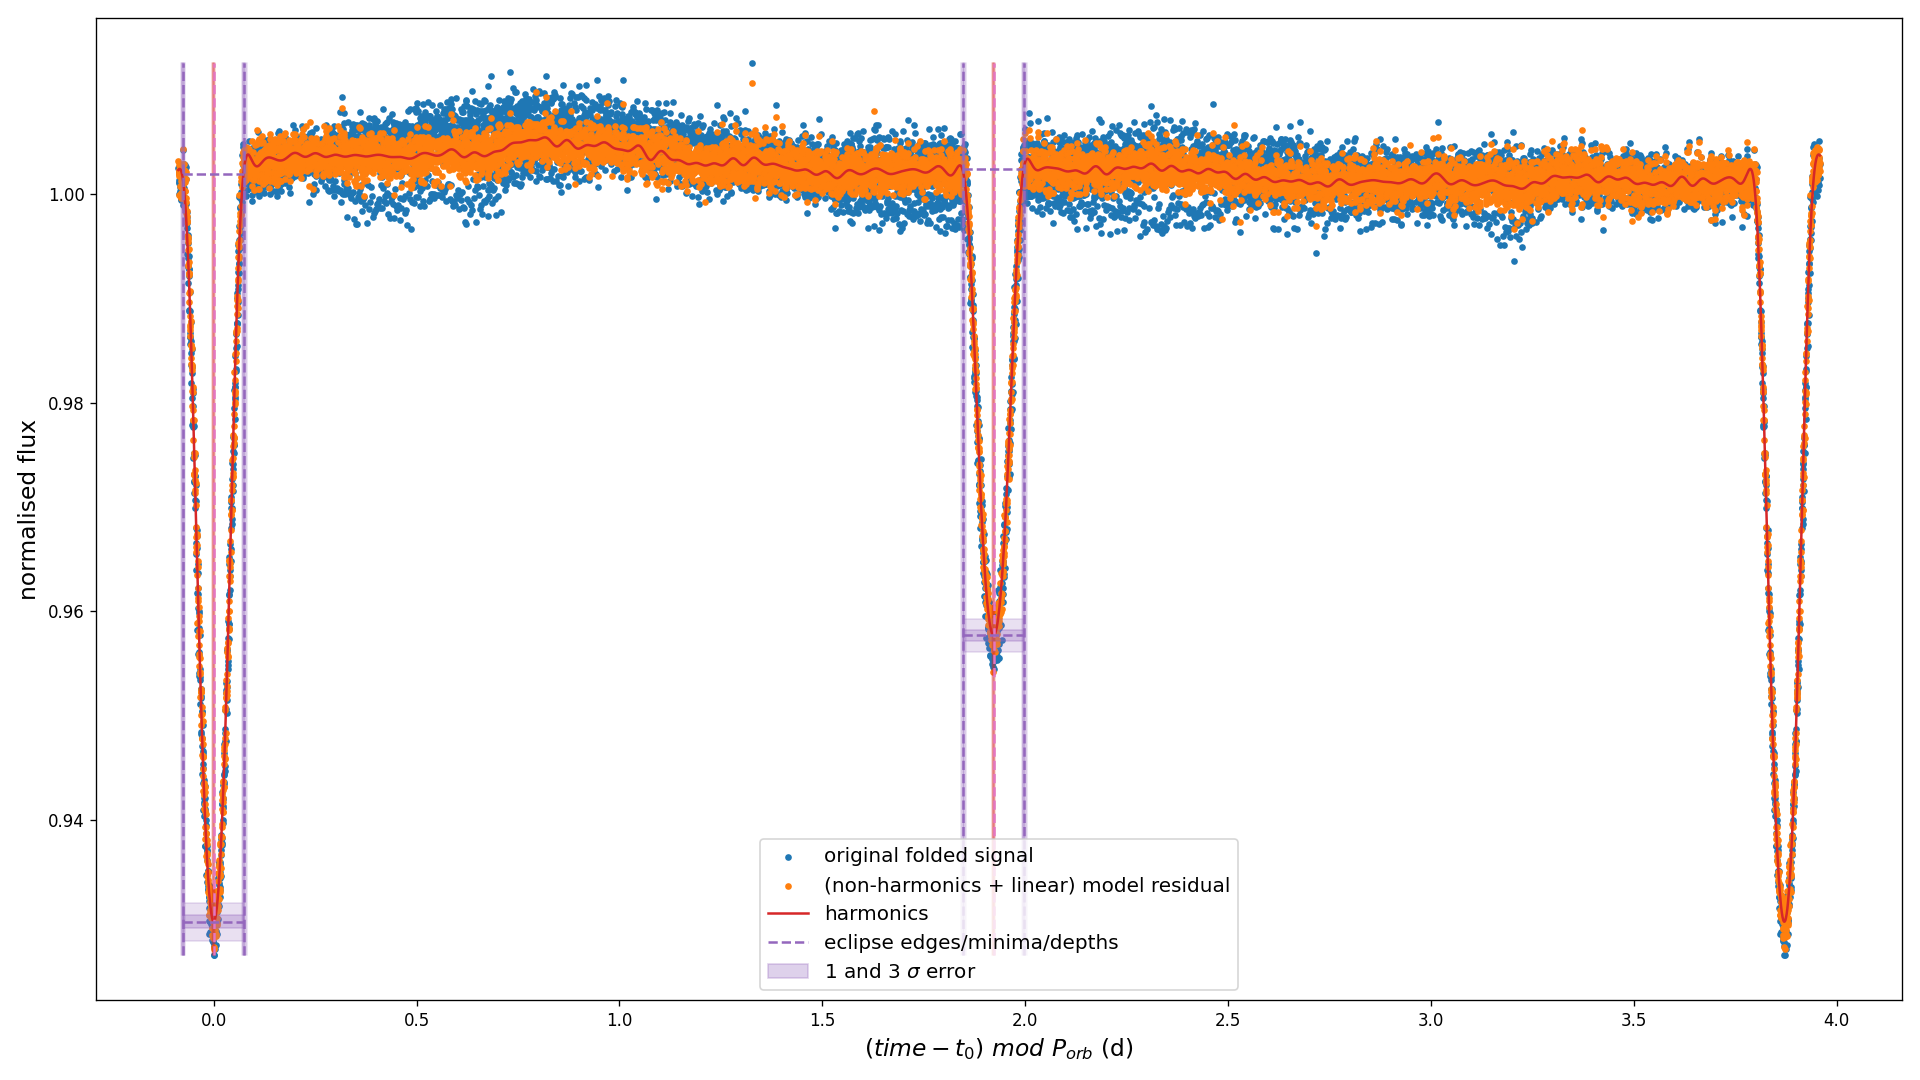 normalised flux
1.00
0.98
0.96
0.94
original folded signal
(non-harmonics + linear) model residual
harmonics
eclipse edges/minima/depths
1 and 3 σ error
0.0 0.5 1.0 1.5 2.0 2.5 3.0 3.5 4.0
(time − t₀) mod Pₒᵣb (d)